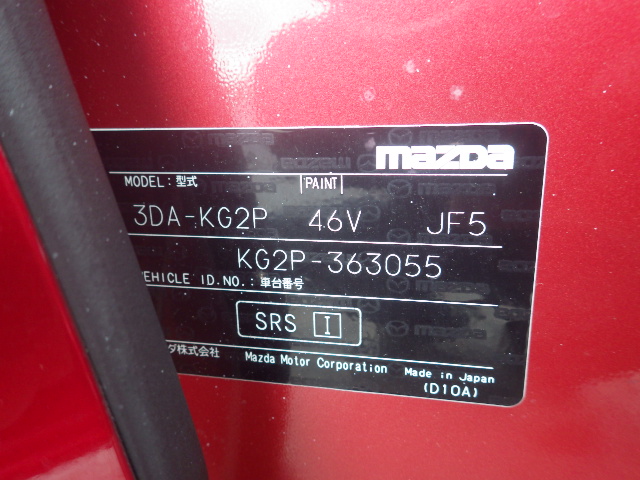 mazda
MODEL: 型式 PAINT
3DA-KG2P 46V JF5
KG2P-363055
VEHICLE ID.NO.: 車台番号
SRS I
ダ株式会社 Mazda Motor Corporation Made in Japan
(D10A)